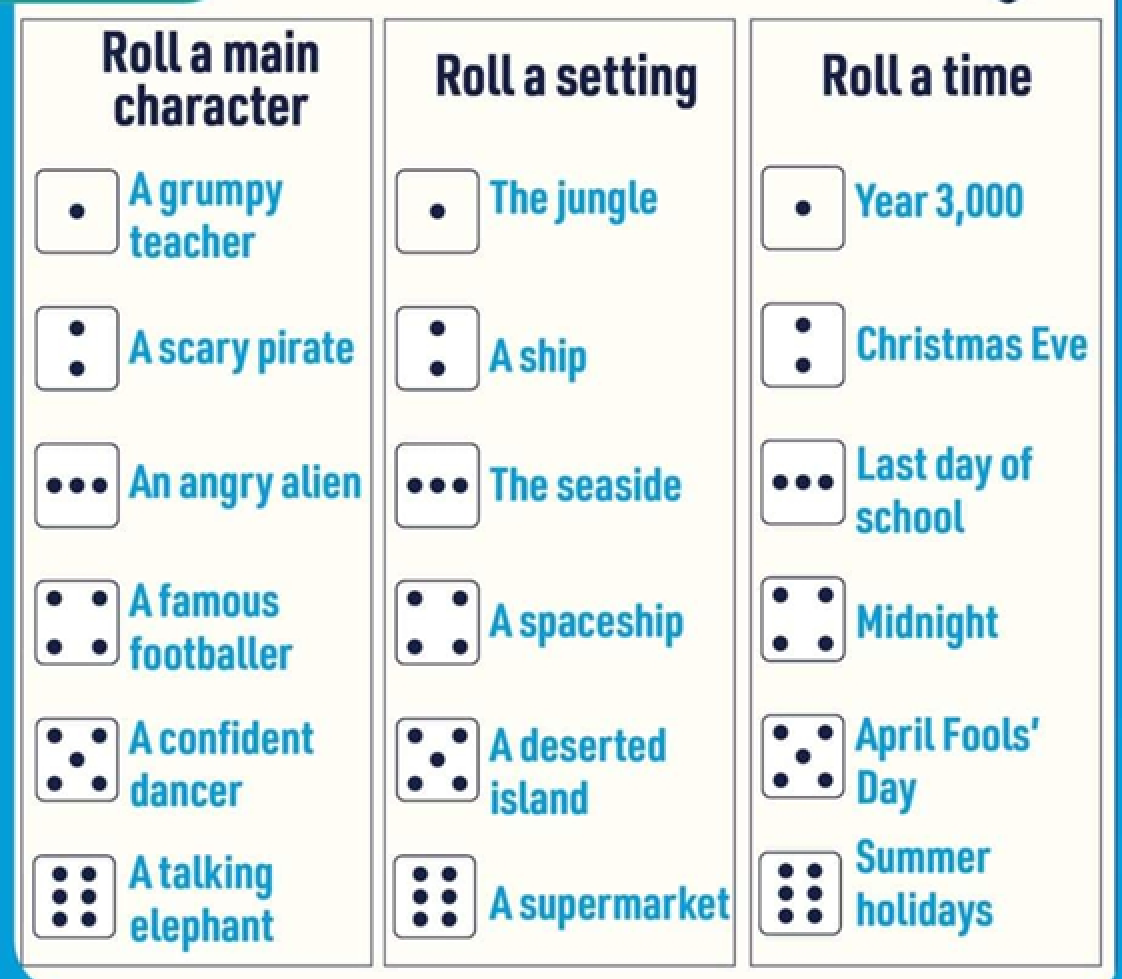 Roll a main
character
A grumpy
teacher
A scary pirate
An angry alien
A famous
footballer
A confident
dancer
A talking
elephant
Roll a setting
The jungle
A ship
The seaside
A spaceship
A deserted
island
A supermarket
Roll a time
Year 3,000
Christmas Eve
Last day of
school
Midnight
April Fools’
Day
Summer
holidays